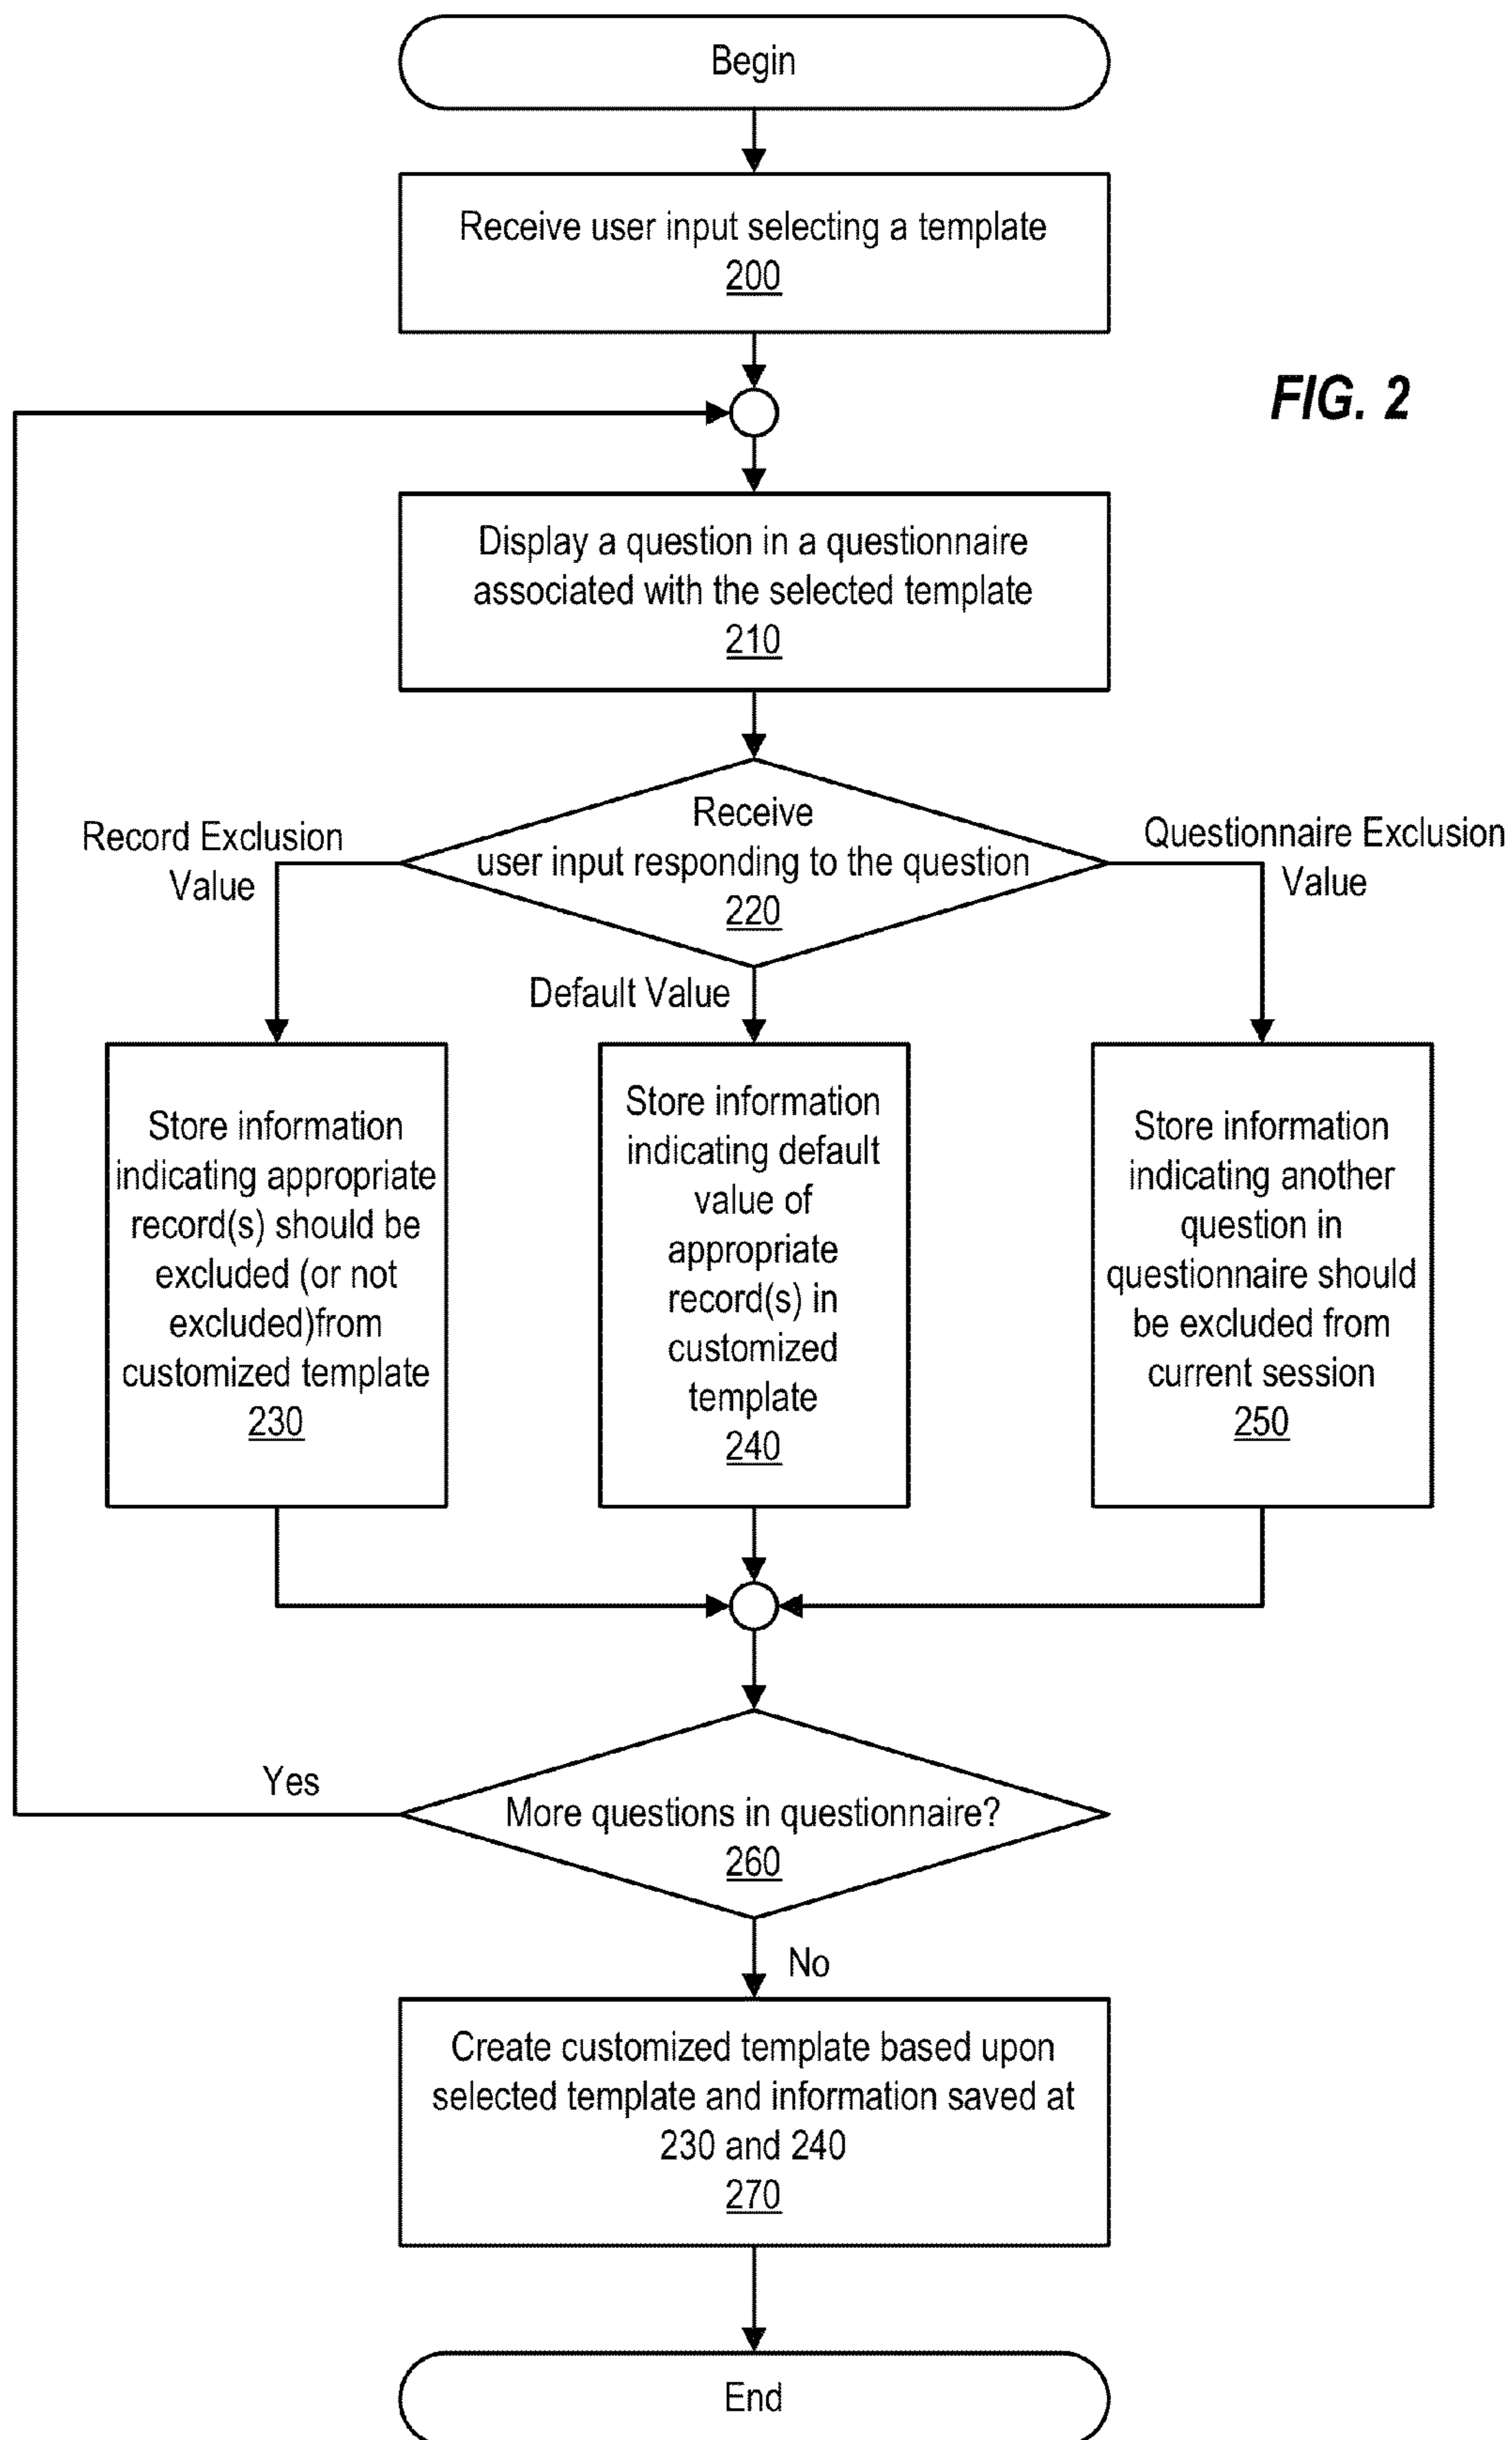 Begin
Receive user input selecting a template
200
FIG. 2
Display a question in a questionnaire
associated with the selected template
210
Receive
user input responding to the question
220
Record Exclusion
Value
Default Value
Questionnaire Exclusion
Value
Store information
indicating appropriate
record(s) should be
excluded (or not
excluded)from
customized template
230
Store information
indicating default
value of
appropriate
record(s) in
customized
template
240
Store information
indicating another
question in
questionnaire should
be excluded from
current session
250
Yes
More questions in questionnaire?
260
No
Create customized template based upon
selected template and information saved at
230 and 240
270
End